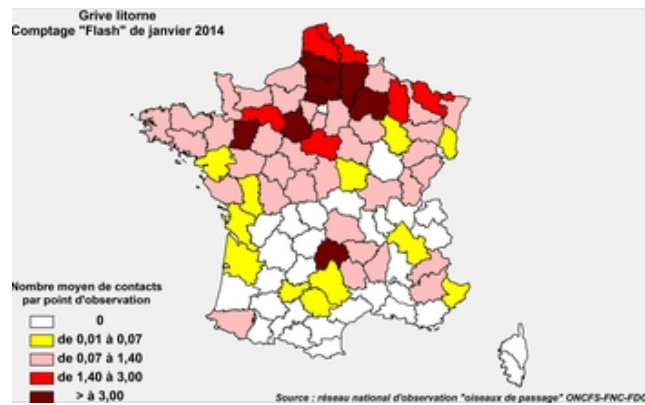 Grive litorne
Comptage "Flash" de janvier 2014
Nombre moyen de contacts
par point d'observation
0
de 0,01 à 0,07
de 0,07 à 1,40
de 1,40 à 3,00
> à 3,00
Source : réseau national d'observation "oiseaux de passage" ONCFS-FNC-FDC